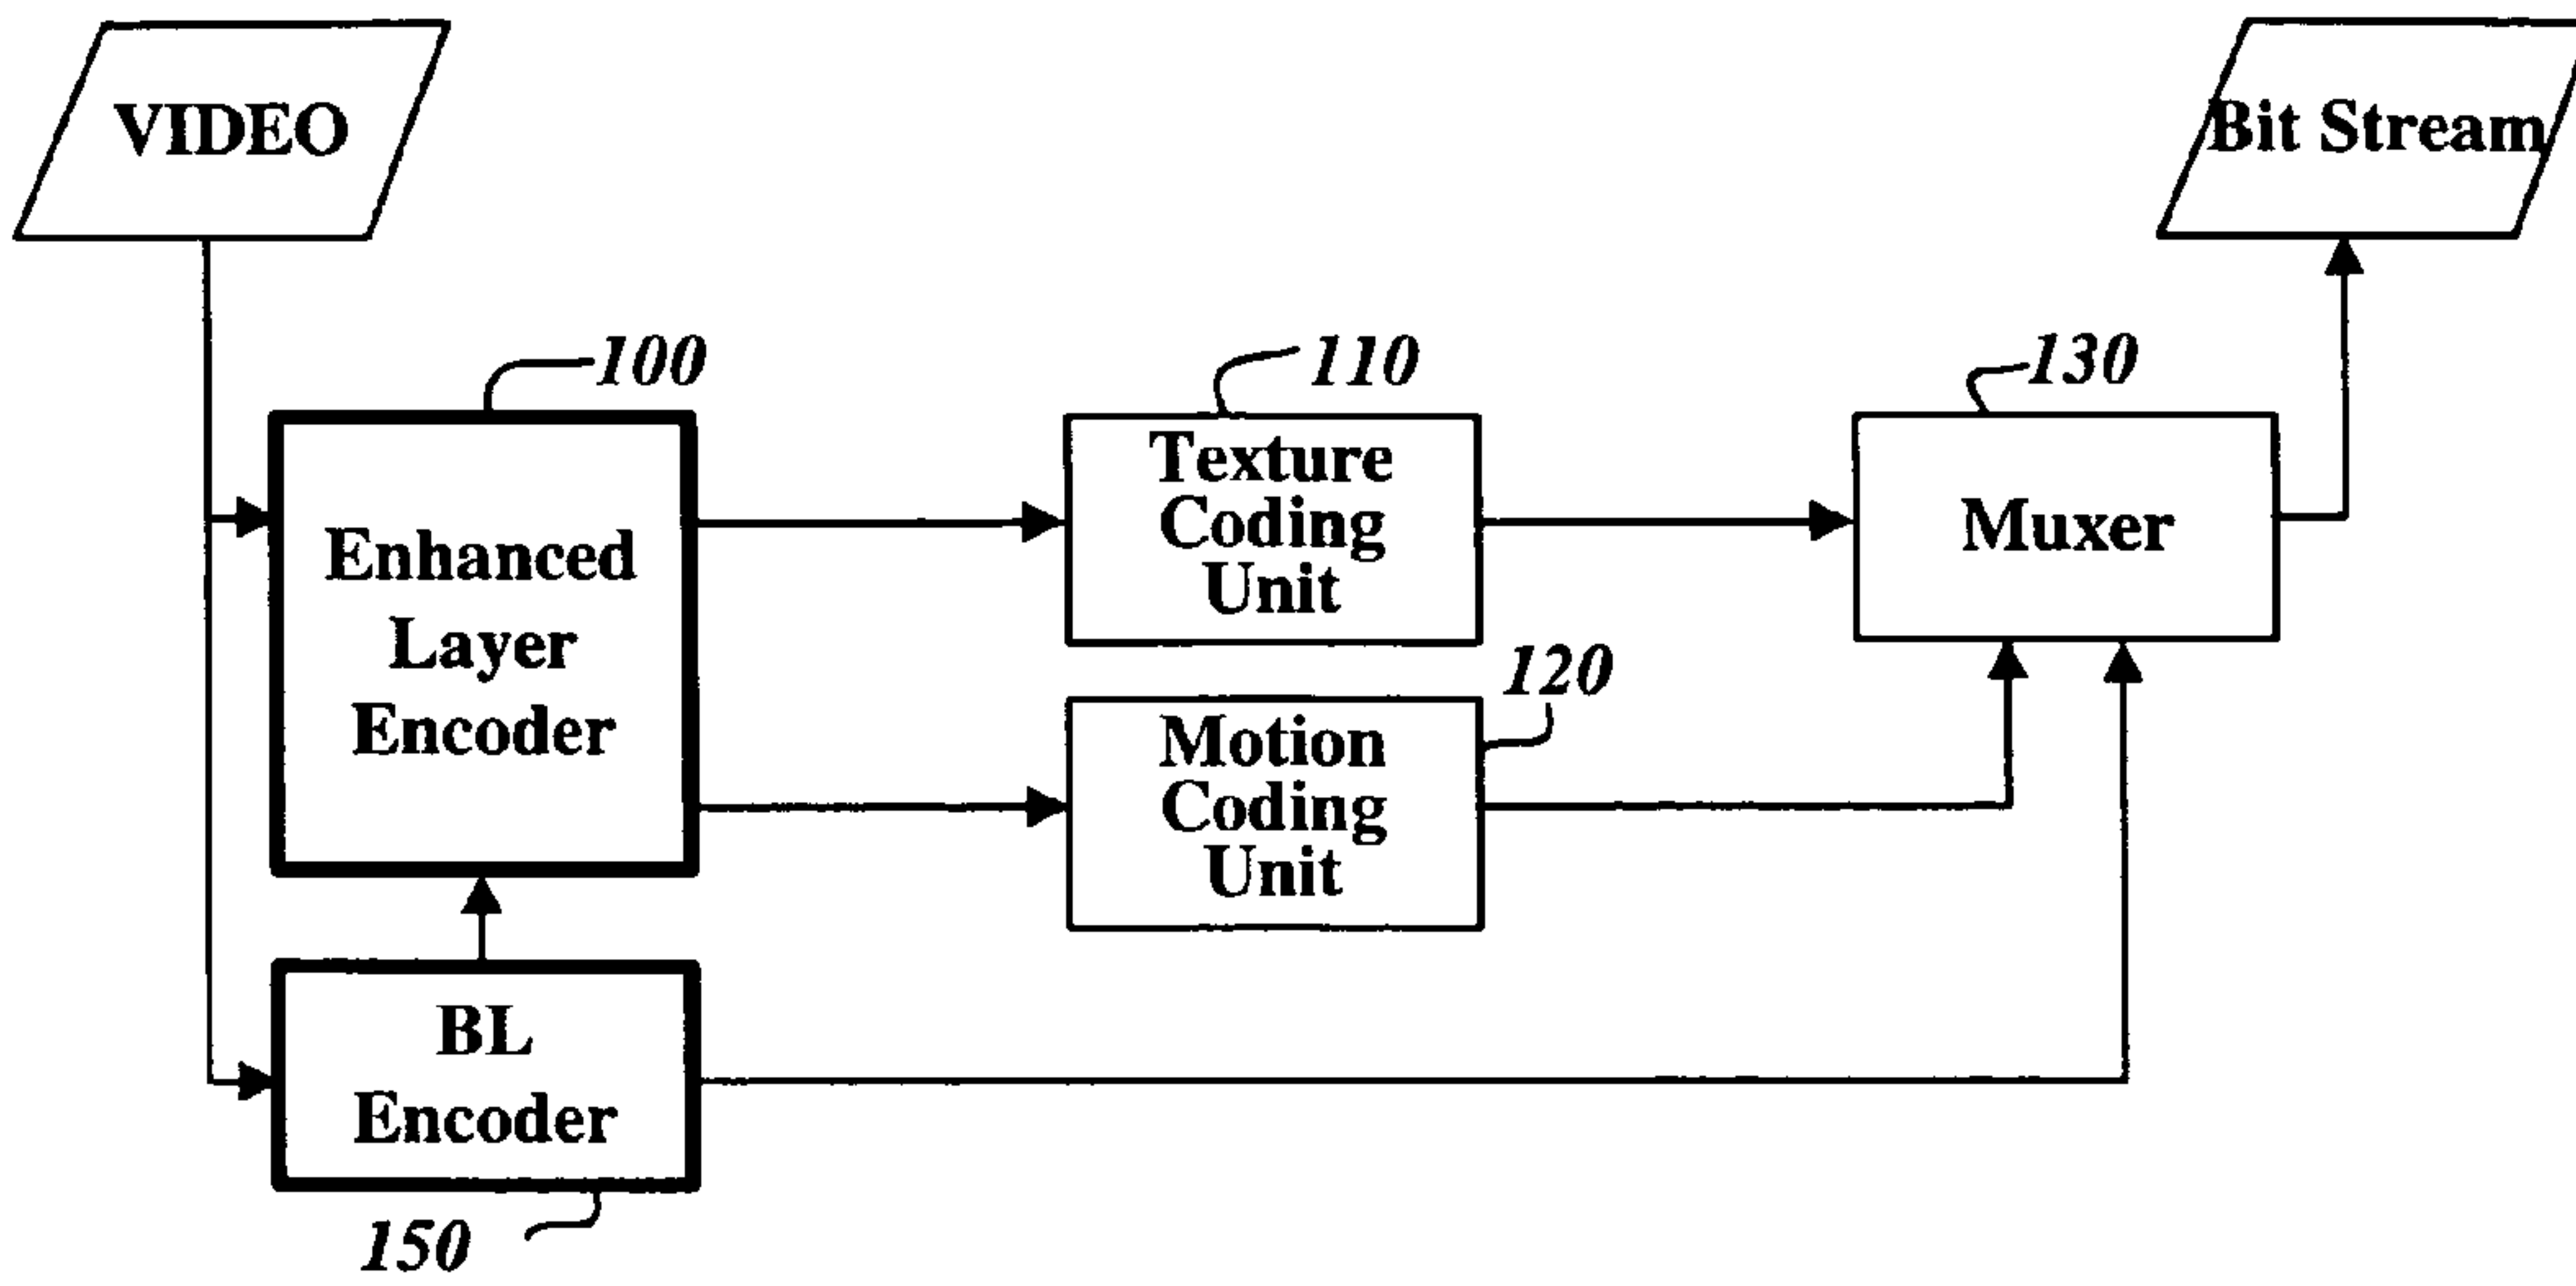 VIDEO
Bit Stream
100
110
130
Enhanced
Layer
Encoder
Texture
Coding
Unit
Muxer
120
Motion
Coding
Unit
BL
Encoder
150